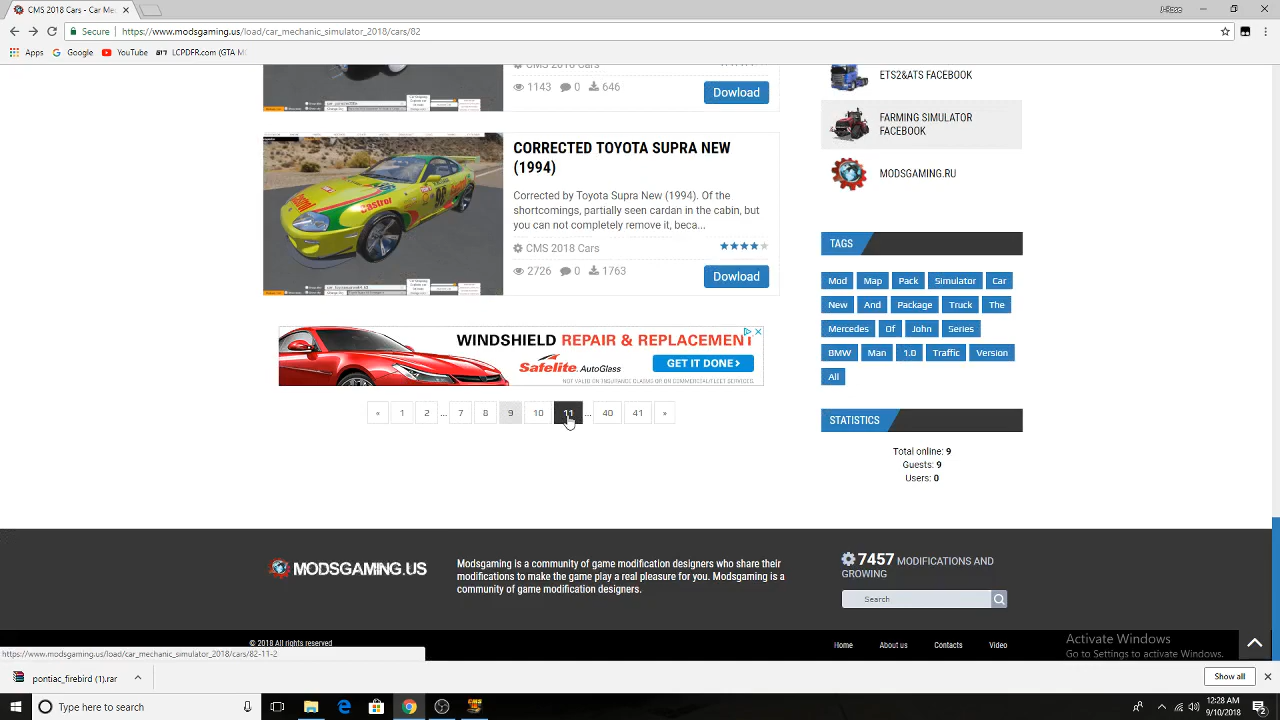 CMS 2018 Cars - Car Me
Secure
https://www.modsgaming.us/load/car_mechanic_simulator_2018/cars/82
Apps Google YouTube LCPDFR.com (GTA M
CMS 2018 Cars
1143 0 646
Dowload
CORRECTED TOYOTA SUPRA NEW
(1994)
Corrected by Toyota Supra New (1994). Of the
shortcomings, partially seen cardan in the cabin, but
you can not completely remove it, beca...
CMS 2018 Cars
2726 0 1763
Dowload
Castrol
WINDSHIELD REPAIR & REPLACEMENT
Safelite. AutoGlass
GET IT DONE >
« 1 2 ... 7 8 9 10 11 ... 40 41 »
ETS2&ATS FACEBOOK
FARMING SIMULATOR
FACEBOOK
MODSGAMING.RU
TAGS
Mod Map Pack Simulator Car
New And Package Truck The
Mercedes Of John Series
BMW Man 1.0 Traffic Version
All
STATISTICS
Total online: 9
Guests: 9
Users: 0
MODSGAMING.US
Modsgaming is a community of game modification designers who share their
modifications to make the game play a real pleasure for you. Modsgaming is a
community of game modification designers.
7457 MODIFICATIONS AND
GROWING
Search
© 2018 All rights reserved
Home About us Contacts Video
Activate Windows
Go to Settings to activate Windows.
https://www.modsgaming.us/load/car_mechanic_simulator_2018/cars/82-11-2
pontiac_firebird (1).rar
Show all
Type here to search
12:28 AM
9/10/2018